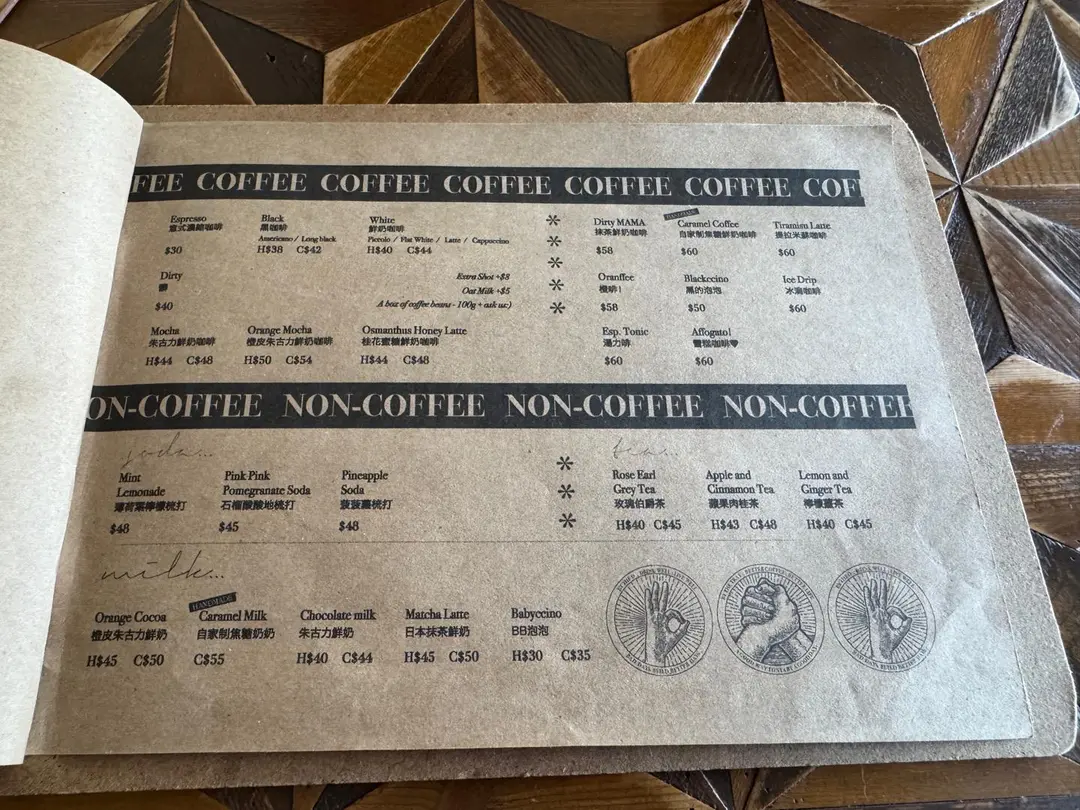 FFEE COFFEE COFFEE COFFEE COFFEE COFFEE COF
Espresso
意式濃縮咖啡
$30
Black
黑咖啡
Americano / Long black
H$38 C$42
White
鮮奶咖啡
Piccolo / Flat White / Latte / Cappuccino
H$40 C$44
Dirty
髒
$40
Extra Shot +$8
Oat Milk +$5
A box of coffee beans - 100g + ask us:)
Mocha
朱古力鮮奶咖啡
H$44 C$48
Orange Mocha
橙皮朱古力鮮奶咖啡
H$50 C$54
Osmanthus Honey Latte
桂花蜜糖鮮奶咖啡
H$44 C$48
* * * * *
Dirty MAMA
抹茶鮮奶咖啡
$58
HANDMADE
Caramel Coffee
自家制焦糖鮮奶咖啡
$60
Tiramisu Latte
提拉米蘇咖啡
$60
Oranffee
橙啡!
$58
Blackccino
黑的泡泡
$50
Ice Drip
冰滴咖啡
$60
Esp. Tonic
湯力啡
$60
Affogato!
雪糕咖啡♥
$60
ON-COFFEE NON-COFFEE NON-COFFEE NON-COFFEE
soda...
Mint
Lemonade
薄荷葉檸檬梳打
$48
Pink Pink
Pomegranate Soda
石榴酸酸地梳打
$45
Pineapple
Soda
菠菠蘿梳打
$48
* * *
tea...
Rose Earl
Grey Tea
玫瑰伯爵茶
H$40 C$45
Apple and
Cinnamon Tea
蘋果肉桂茶
H$43 C$48
Lemon and
Ginger Tea
檸檬薑茶
H$40 C$45
milk...
Orange Cocoa
橙皮朱古力鮮奶
H$45 C$50
HANDMADE
Caramel Milk
自家制焦糖奶奶
C$55
Chocolate milk
朱古力鮮奶
H$40 C$44
Matcha Latte
日本抹茶鮮奶
H$45 C$50
Babyccino
BB泡泡
H$30 C$35